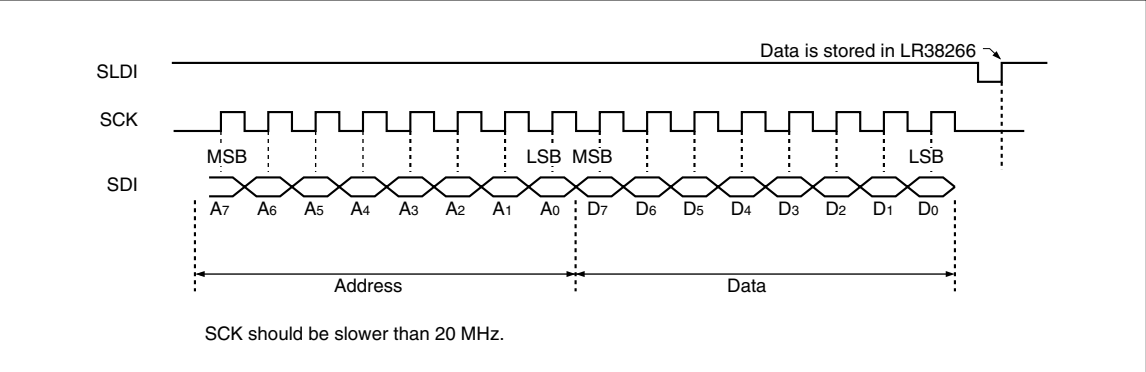 Data is stored in LR38266
SLDI
SCK
MSB LSB MSB LSB
SDI
A7 A6 A5 A4 A3 A2 A1 A0 D7 D6 D5 D4 D3 D2 D1 D0
Address Data
SCK should be slower than 20 MHz.